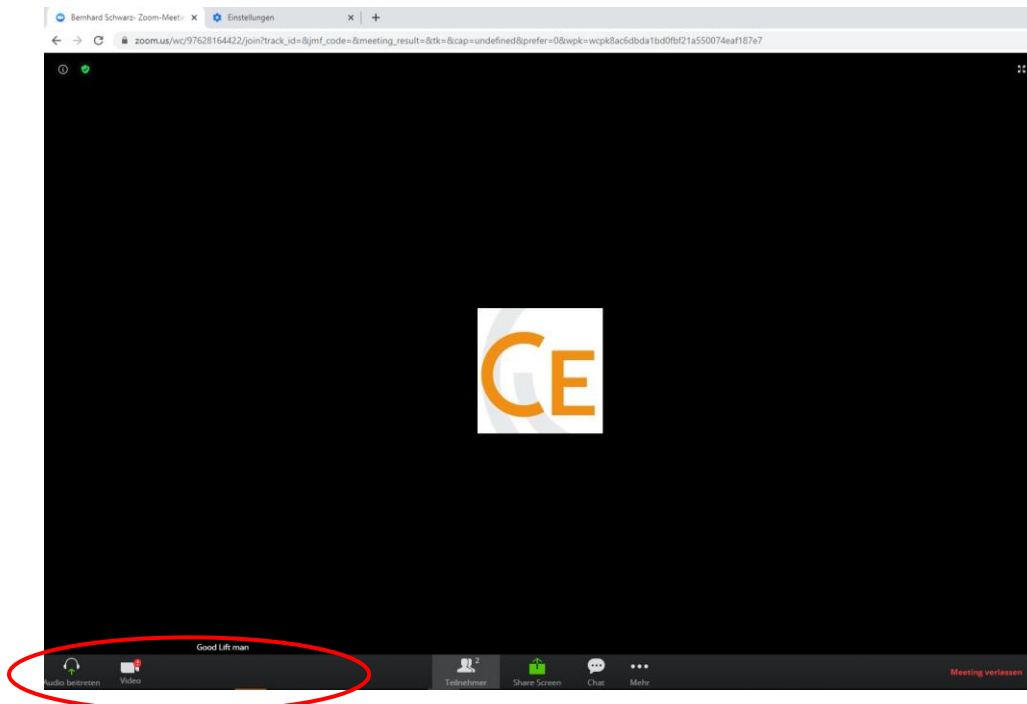 Bernhard Schwarz- Zoom-Meet
Einstellungen
zoom.us/wc/97628164422/join?track_id=&jmf_code=&meeting_result=&tk=&cap=undefined&prefer=0&wpk=wcpk8ac6dbda1bd0fbf21a550074eaf187e7
CE
Good Lift man
2
Audio beitreten
Video
Teilnehmer
Share Screen
Chat
Mehr
Meeting verlassen